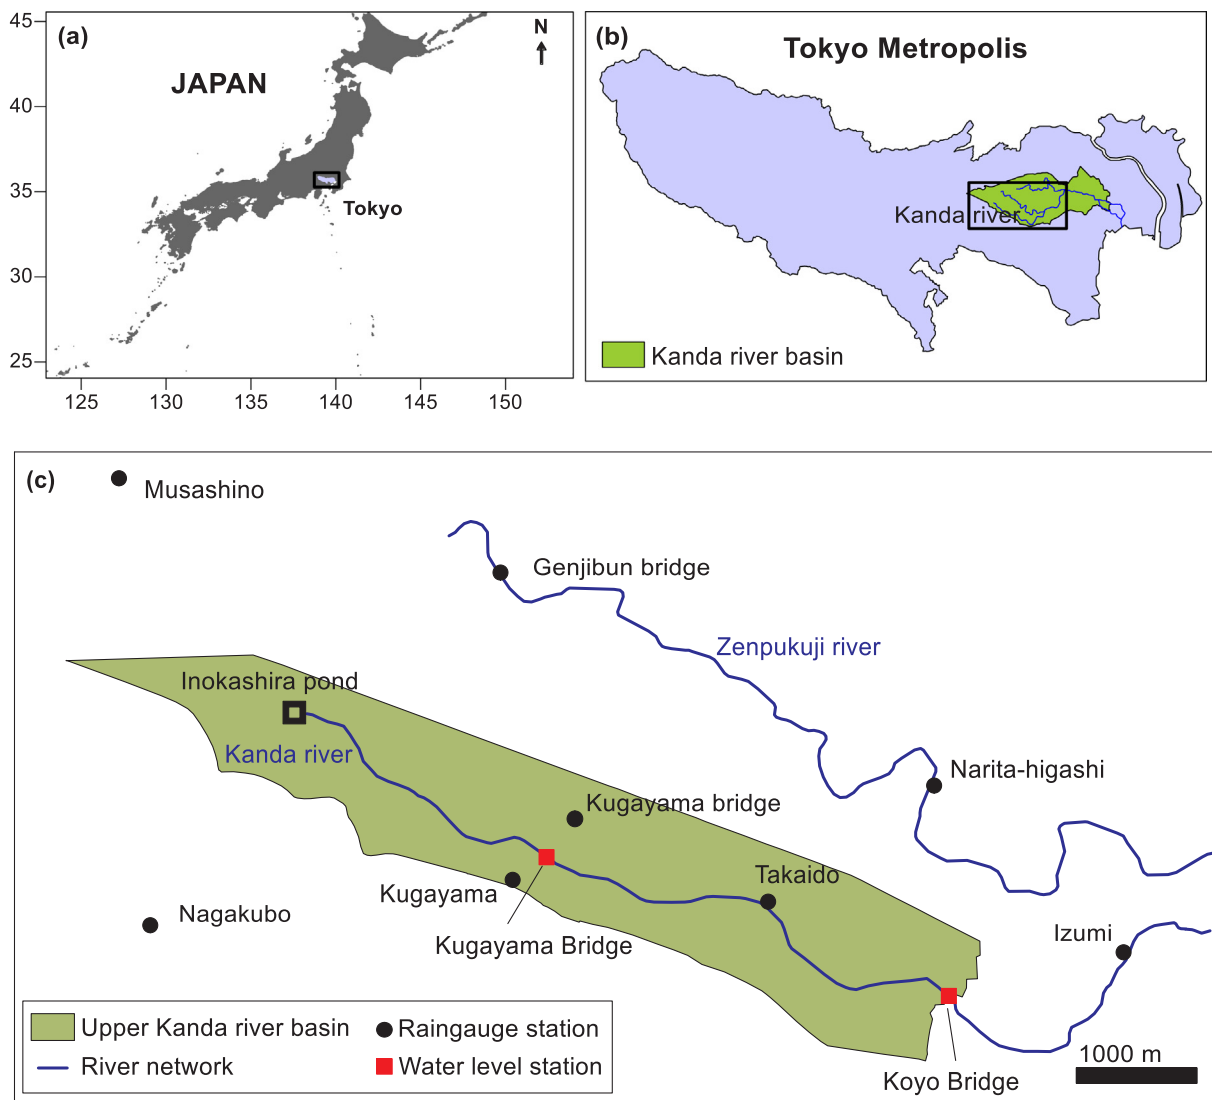 (a)
N
JAPAN
Tokyo
45
40
35
30
25
125
130
135
140
145
150
(b)
Tokyo Metropolis
Kanda river
Kanda river basin
(c)
Musashino
Genjibun bridge
Zenpukuji river
Inokashira pond
Kanda river
Narita-higashi
Kugayama bridge
Takaido
Kugayama
Nagakubo
Izumi
Kugayama Bridge
Upper Kanda river basin
Raingauge station
River network
Water level station
1000 m
Koyo Bridge